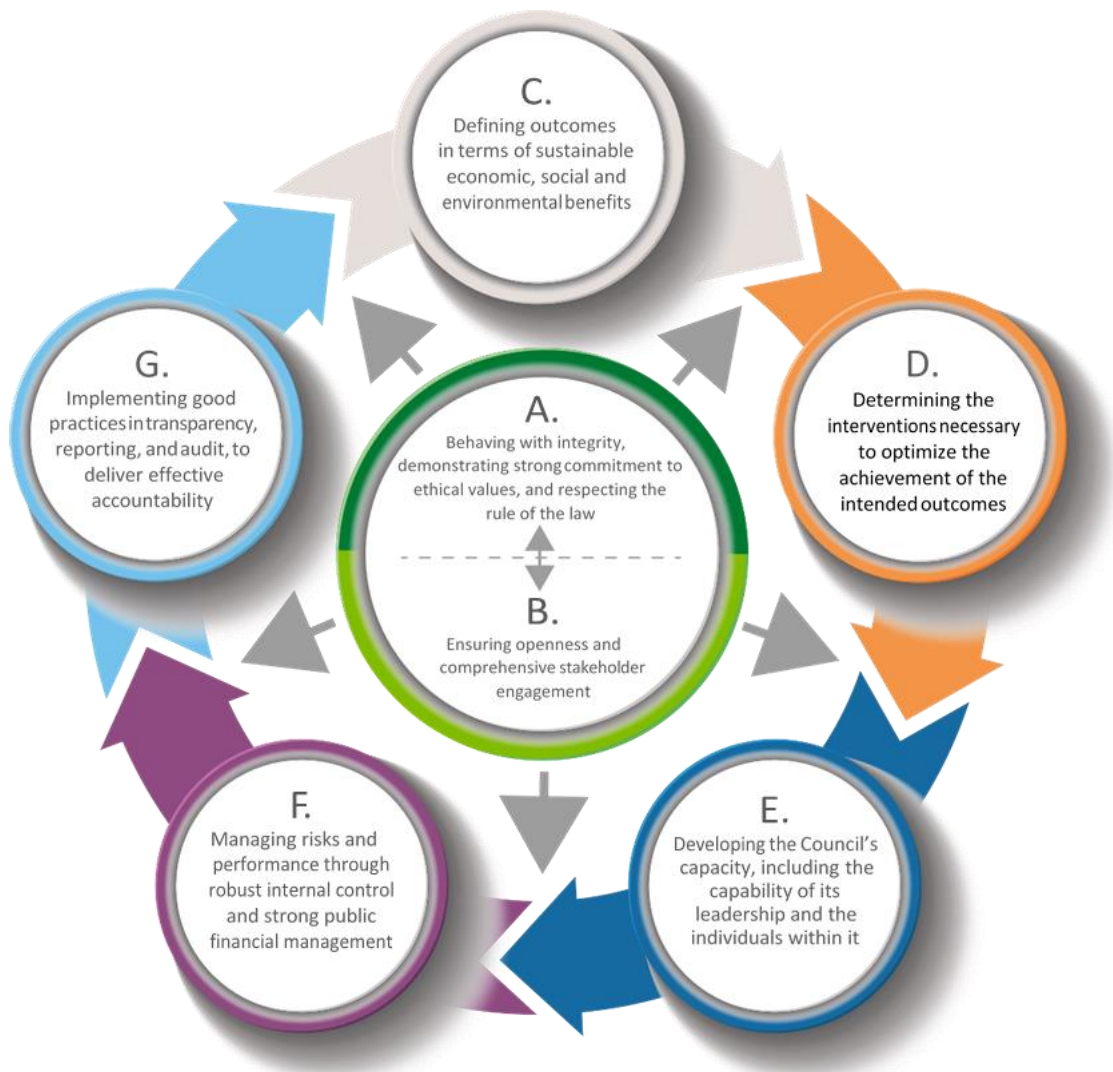 C.
Defining outcomes
in terms of sustainable
economic, social and
environmental benefits
G.
Implementing good
practices in transparency,
reporting, and audit, to
deliver effective
accountability
A.
Behaving with integrity,
demonstrating strong commitment to
ethical values, and respecting the
rule of the law
B.
Ensuring openness and
comprehensive stakeholder
engagement
D.
Determining the
interventions necessary
to optimize the
achievement of the
intended outcomes
F.
Managing risks and
performance through
robust internal control
and strong public
financial management
E.
Developing the Council's
capacity, including the
capability of its
leadership and the
individuals within it